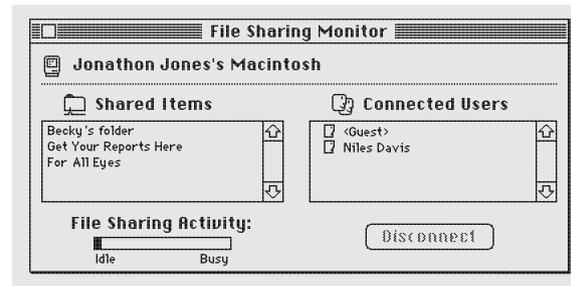 File Sharing Monitor
Jonathon Jones's Macintosh
Shared Items
Becky's folder
Get Your Reports Here
For All Eyes
Connected Users
<Guest>
Niles Davis
File Sharing Activity:
Idle Busy
Disconnect